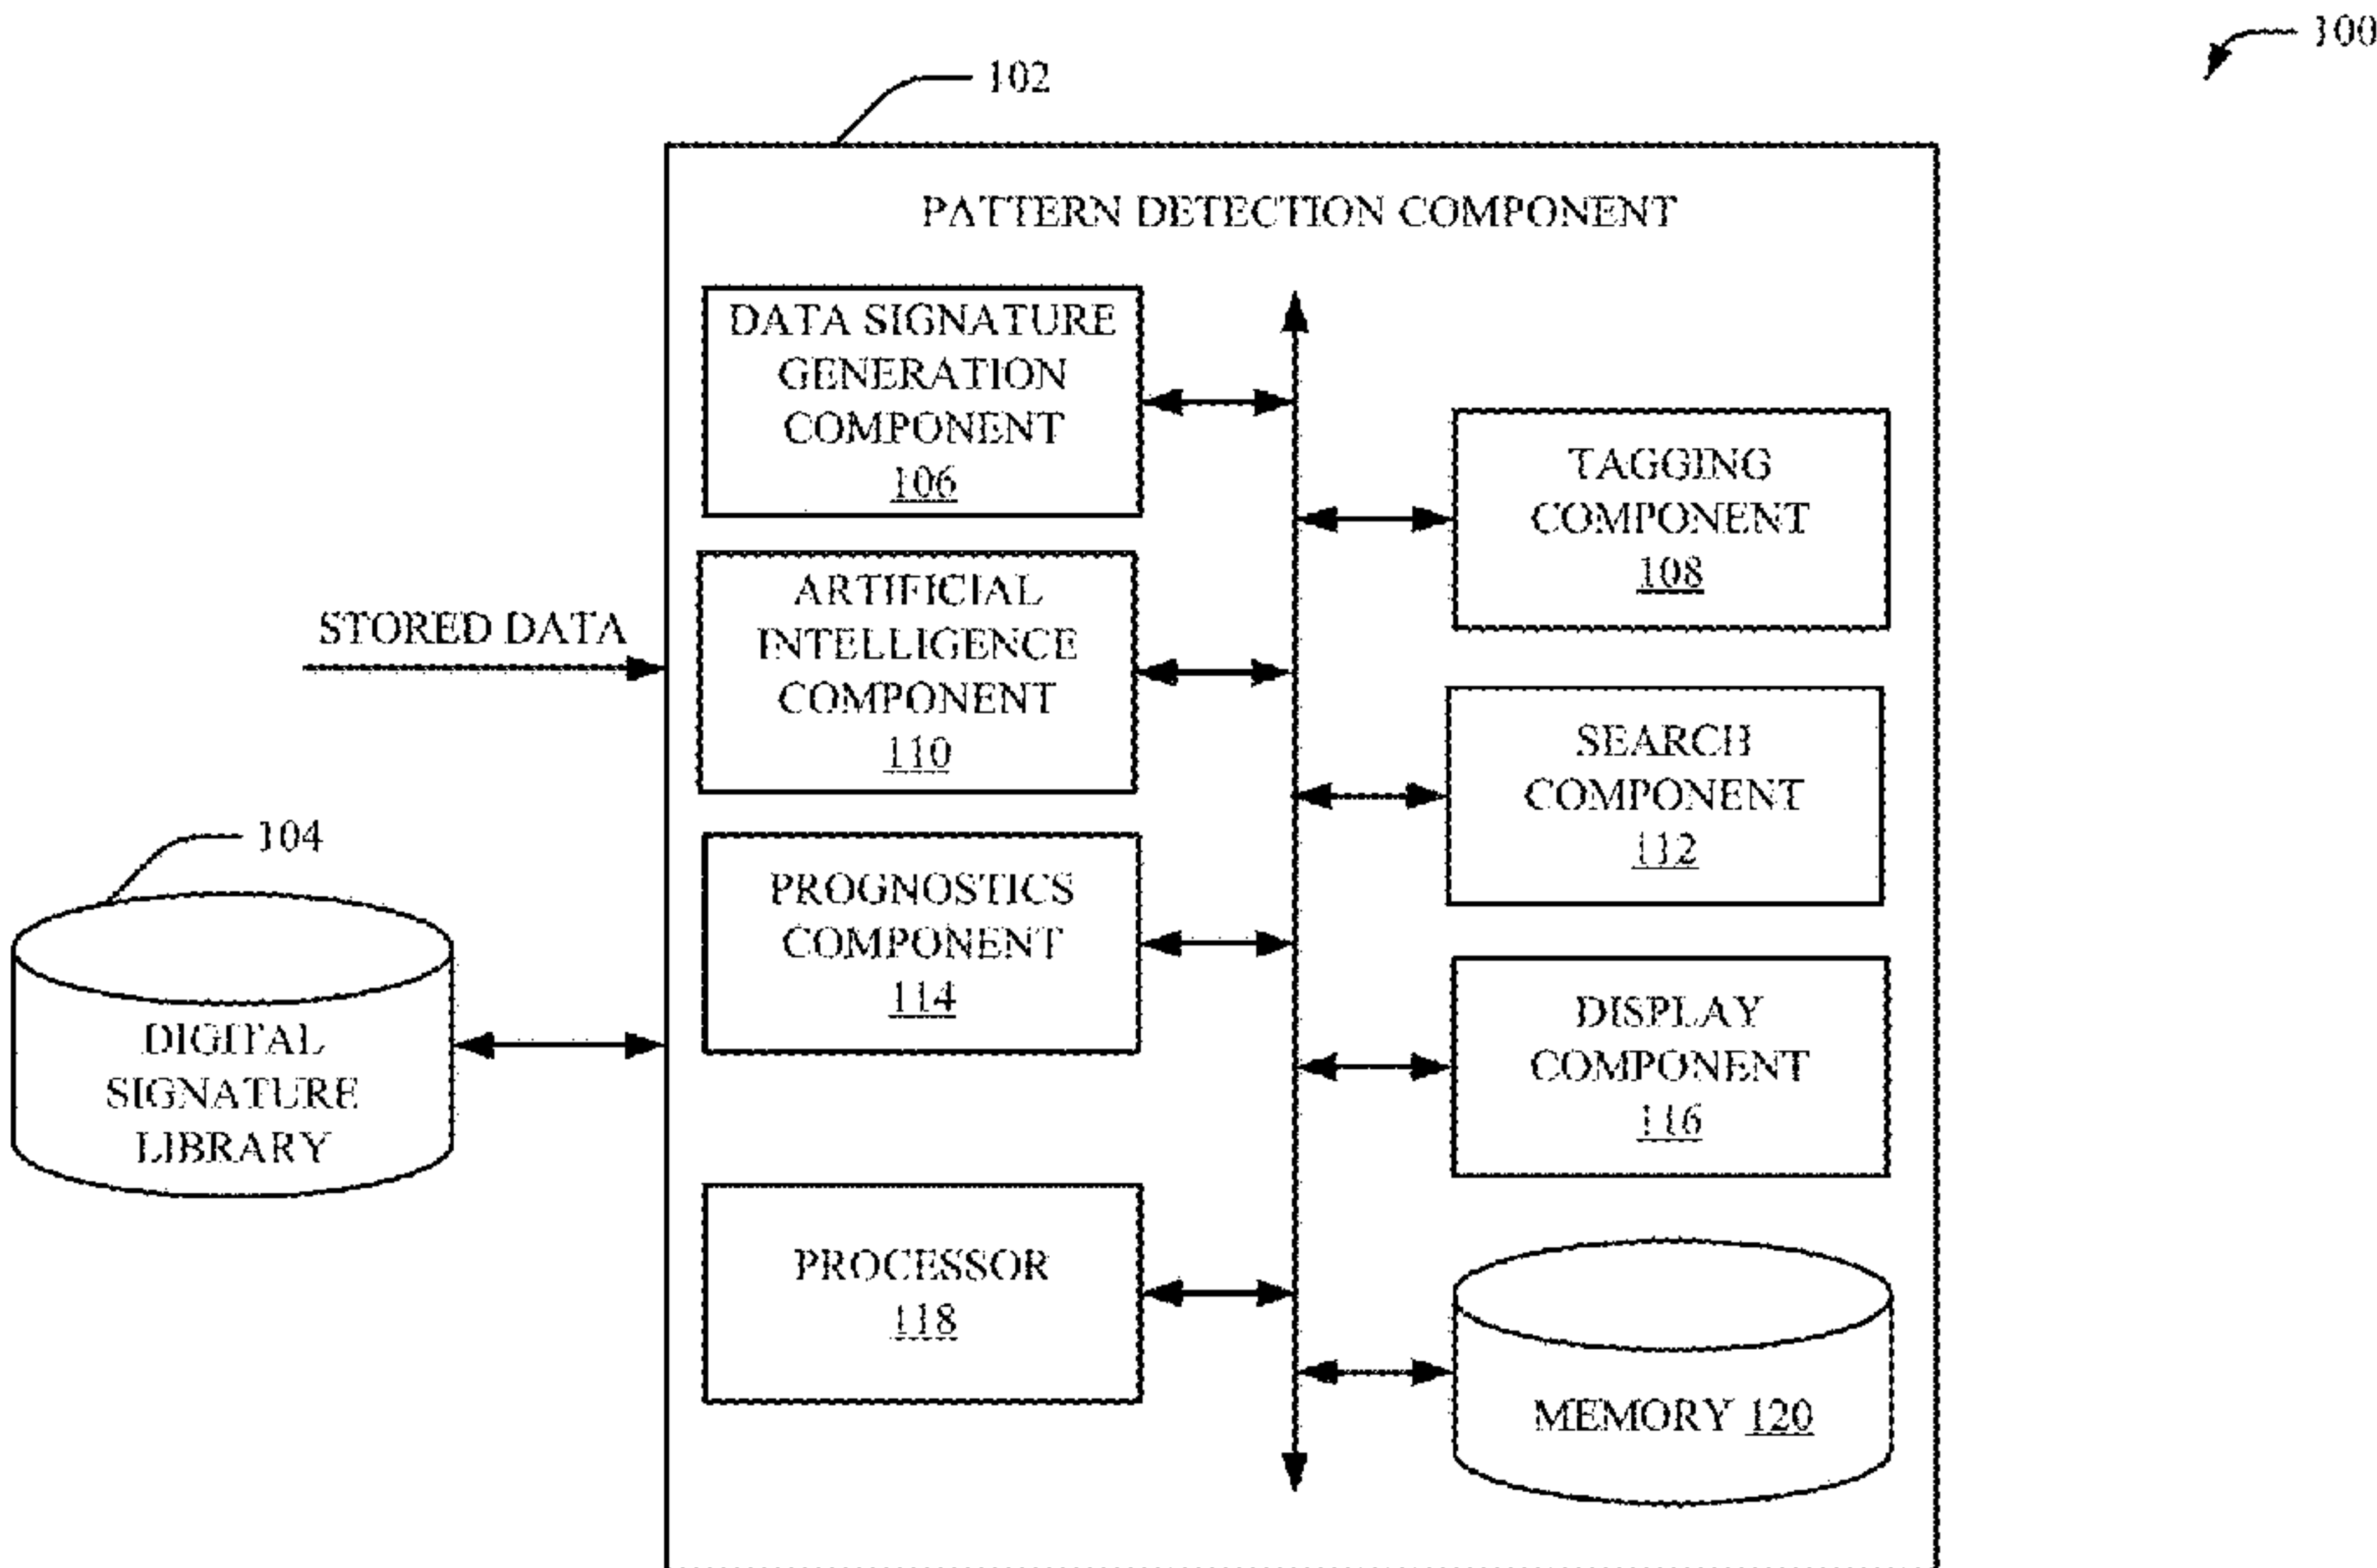 100
102
PATTERN DETECTION COMPONENT
DATA SIGNATURE
GENERATION
COMPONENT
106
TAGGING
COMPONENT
108
STORED DATA
ARTIFICIAL
INTELLIGENCE
COMPONENT
110
SEARCH
COMPONENT
112
104
PROGNOSTICS
COMPONENT
114
DIGITAL
SIGNATURE
LIBRARY
DISPLAY
COMPONENT
116
PROCESSOR
118
MEMORY 120